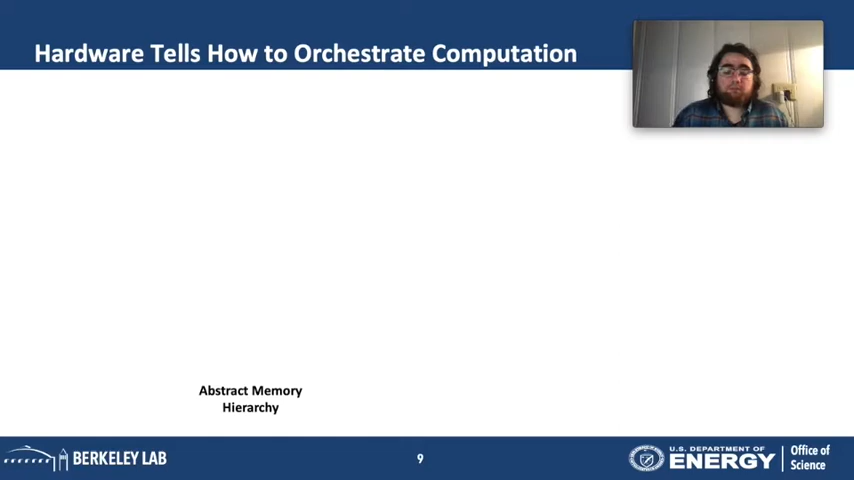 Hardware Tells How to Orchestrate Computation
Abstract Memory
Hierarchy
BERKELEY LAB
9
U.S. DEPARTMENT OF
ENERGY
Office of
Science